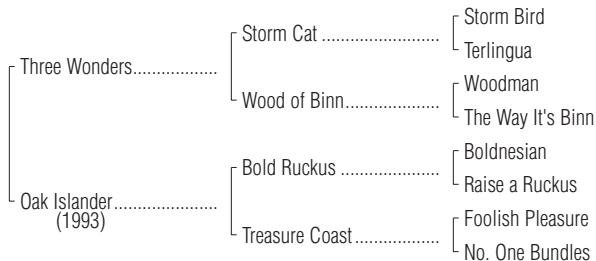 Storm Bird
Storm Cat ........................
Terlingua
Three Wonders.................
Woodman
Wood of Binn...................
The Way It's Binn
Boldnesian
Bold Ruckus ....................
Raise a Ruckus
Oak Islander.....................
(1993)
Foolish Pleasure
Treasure Coast.................
No. One Bundles